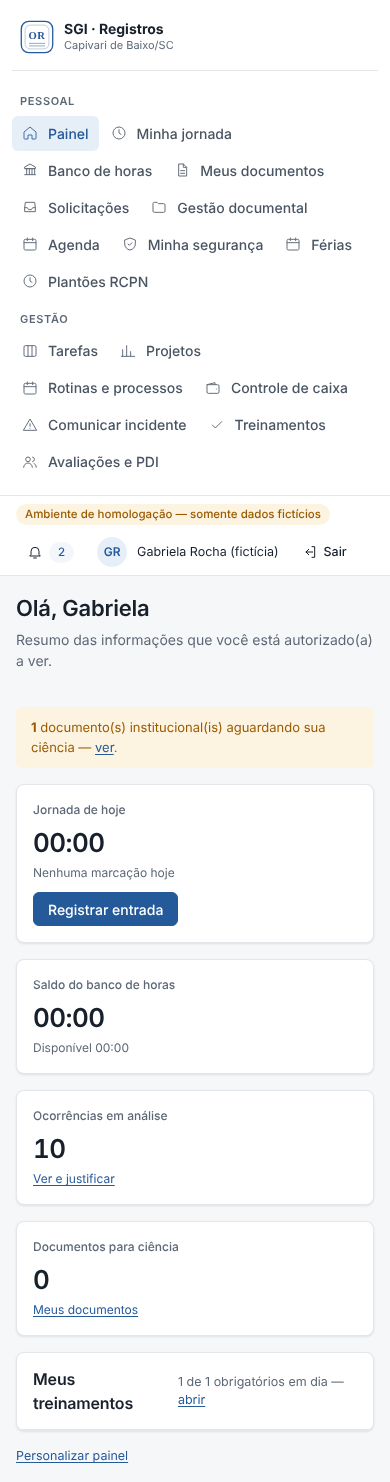 OR
SGI · Registros
Capivari de Baixo/SC
PESSOAL
Painel Minha jornada
Banco de horas Meus documentos
Solicitações Gestão documental
Agenda Minha segurança Férias
Plantões RCPN
GESTÃO
Tarefas Projetos
Rotinas e processos Controle de caixa
Comunicar incidente Treinamentos
Avaliações e PDI
Ambiente de homologação — somente dados fictícios
2 GR Gabriela Rocha (fictícia) Sair
Olá, Gabriela
Resumo das informações que você está autorizado(a)
a ver.
1 documento(s) institucional(is) aguardando sua
ciência — ver.
Jornada de hoje
00:00
Nenhuma marcação hoje
Registrar entrada
Saldo do banco de horas
00:00
Disponível 00:00
Ocorrências em análise
10
Ver e justificar
Documentos para ciência
0
Meus documentos
Meus
treinamentos
1 de 1 obrigatórios em dia —
abrir
Personalizar painel